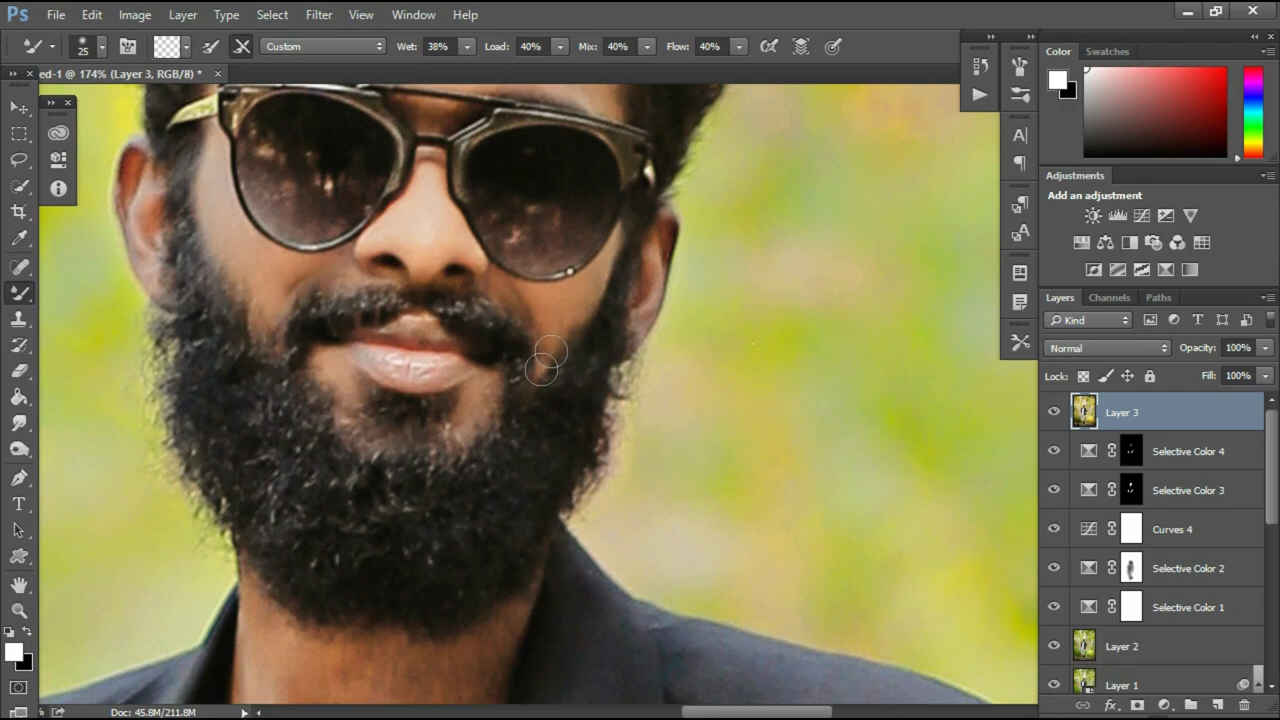 Ps File Edit Image Layer Type Select Filter View Window Help
25 Custom Wet: 38% Load: 40% Mix: 40% Flow: 40%
ed-1 @ 174% (Layer 3, RGB/8) *
Color Swatches
Adjustments
Add an adjustment
Layers Channels Paths
Kind
Normal Opacity: 100%
Lock: Fill: 100%
Layer 3
Selective Color 4
Selective Color 3
Curves 4
Selective Color 2
Selective Color 1
Layer 2
Layer 1
% Doc: 45.8M/211.8M